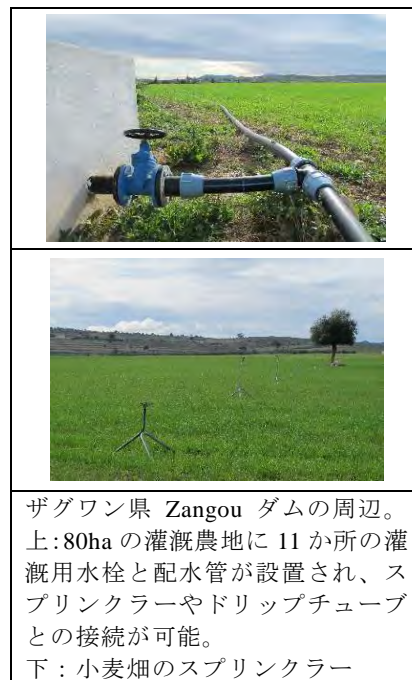 ザグワン県 Zangou ダムの周辺。
上:80ha の灌漑農地に 11 か所の灌
漑用水栓と配水管が設置され、ス
プリンクラーやドリップチューブ
との接続が可能。
下：小麦畑のスプリンクラー